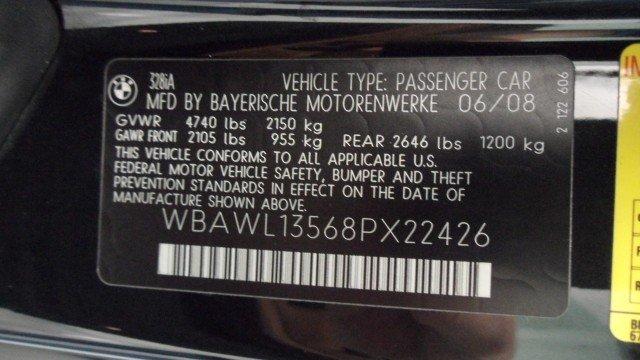 BMW
328iA VEHICLE TYPE: PASSENGER CAR
MFD BY BAYERISCHE MOTORENWERKE 06/08
GVWR 4740 lbs 2150 kg
GAWR FRONT 2105 lbs 955 kg REAR 2646 lbs 1200 kg
THIS VEHICLE CONFORMS TO ALL APPLICABLE U.S.
FEDERAL MOTOR VEHICLE SAFETY, BUMPER AND THEFT
PREVENTION STANDARDS IN EFFECT ON THE DATE OF
MANUFACTURE SHOWN ABOVE.
WBAWL13568PX22426
2 122 606